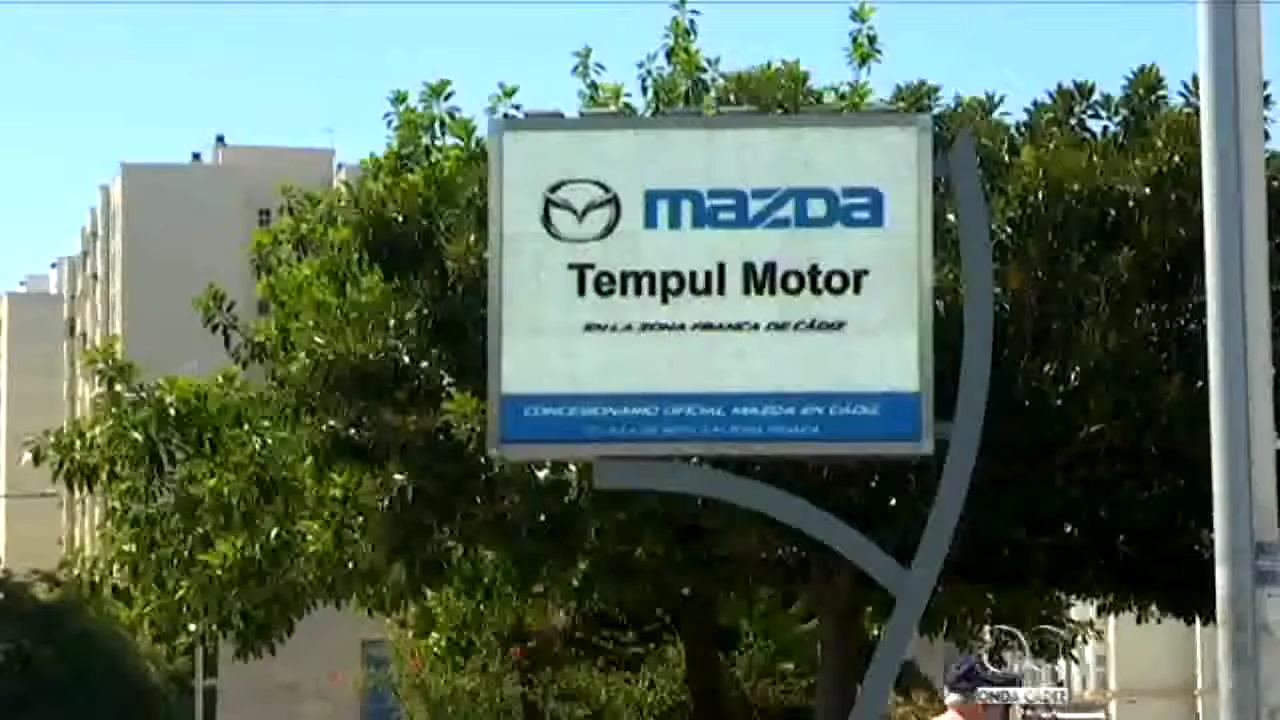 mazda
Tempul Motor
EN LA ZONA FRANCA DE CÁDIZ
CONCESIONARIO OFICIAL MAZDA EN CÁDIZ
ONDA CÁDIZ